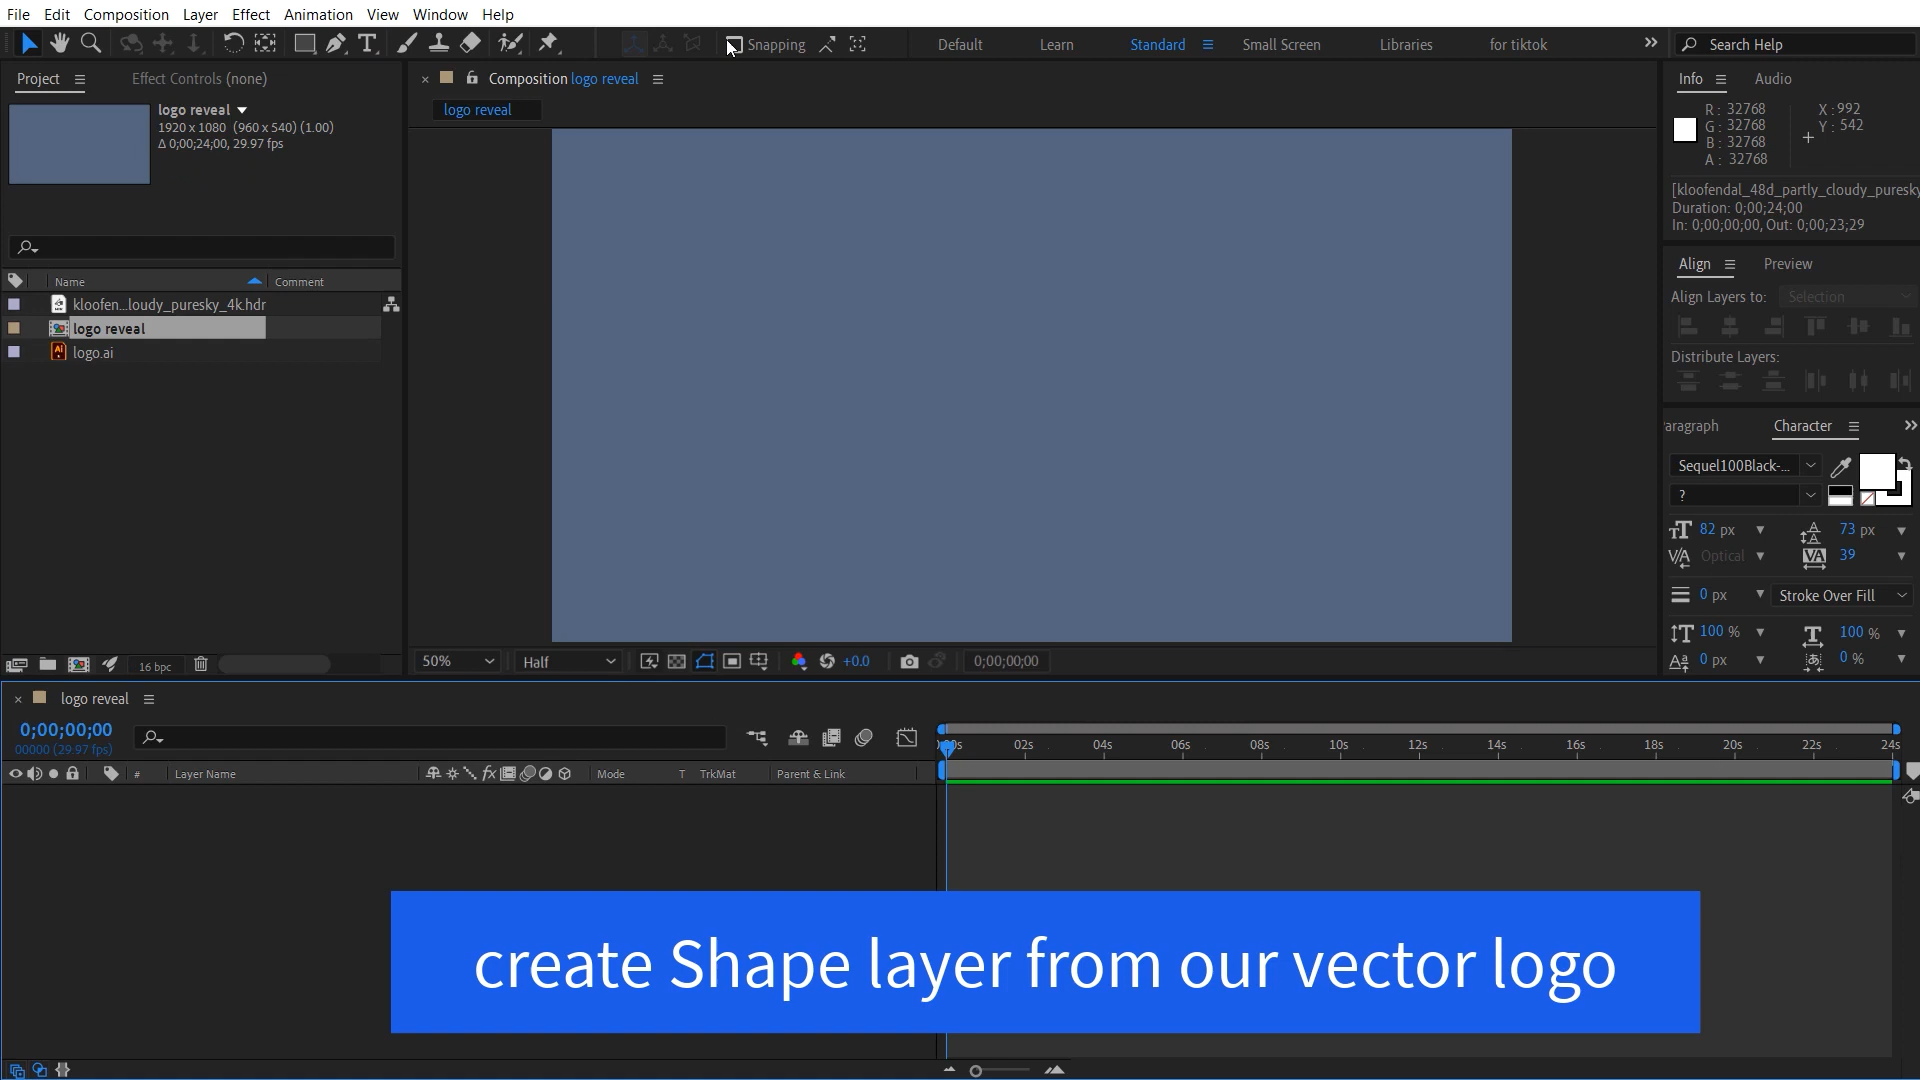 File Edit Composition Layer Effect Animation View Window Help
Snapping Default Learn Standard Small Screen Libraries for tiktok Search Help
Project Effect Controls (none)
logo reveal
1920 x 1080 (960 x 540) (1.00)
Δ 0;00;24;00, 29.97 fps
Name Comment
kloofen...loudy_puresky_4k.hdr
logo reveal
logo.ai
16 bpc
Composition logo reveal
logo reveal
50% Half +0.0 0;00;00;00
Info Audio
R : 32768 X : 992
G : 32768 Y : 542
B : 32768
A : 32768
[kloofendal_48d_partly_cloudy_puresky
Duration: 0;00;24;00
In: 0;00;00;00, Out: 0;00;23;29
Align Preview
Align Layers to: Selection
Distribute Layers:
aragraph Character
Sequel100Black-...
?
82 px 73 px
Optical 39
0 px Stroke Over Fill
100 % 100 %
0 px 0 %
logo reveal
0;00;00;00
00000 (29.97 fps)
02s 04s 06s 08s 10s 12s 14s 16s 18s 20s 22s 24s
# Layer Name Mode T TrkMat Parent & Link
create Shape layer from our vector logo